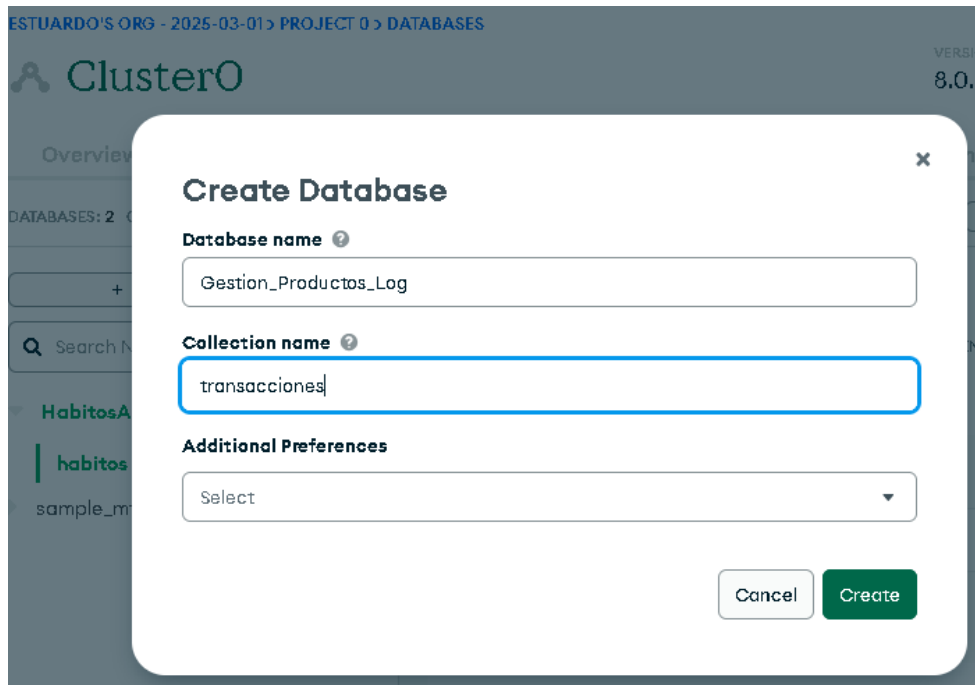 ESTUARDO'S ORG - 2025-03-01 > PROJECT 0 > DATABASES
Cluster0
VERSI
8.0.
Overview
DATABASES: 2
+
Search N
HabitosA
habitos
sample_m
Create Database
Database name
Gestion_Productos_Log
Collection name
transacciones
Additional Preferences
Select
Cancel
Create